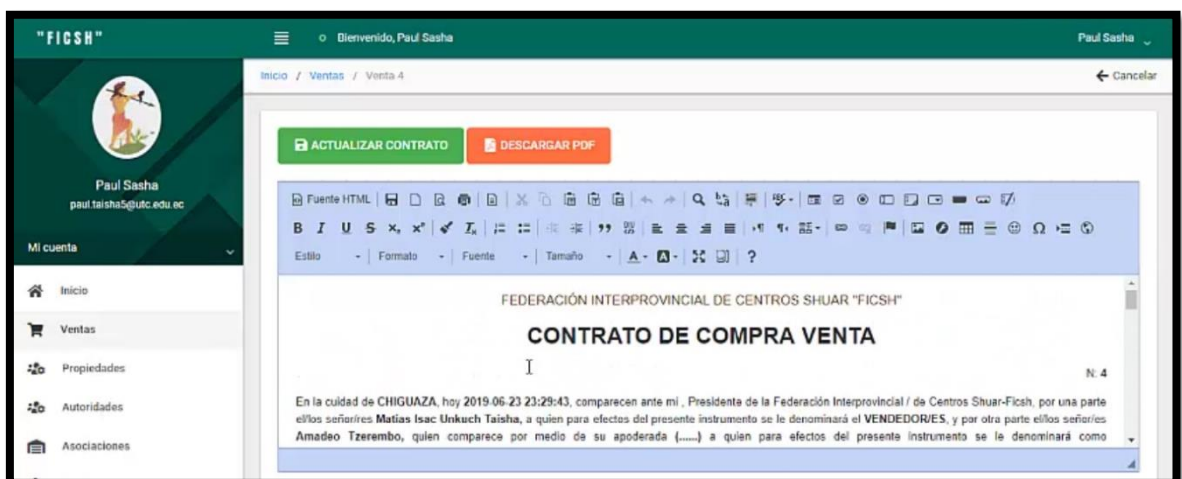 "FICSH"
Bienvenido, Paul Sasha
Paul Sasha
Inicio / Ventas / Venta 4
Cancelar
ACTUALIZAR CONTRATO
DESCARGAR PDF
Paul Sasha
paul.taisha5@utc.edu.ec
Mi cuenta
Inicio
Ventas
Propiedades
Autoridades
Asociaciones
Fuente HTML
B I U S x, x²
Estilo Formato Fuente Tamaño A A ?
FEDERACIÓN INTERPROVINCIAL DE CENTROS SHUAR "FICSH"
CONTRATO DE COMPRA VENTA
N: 4
En la cuidad de CHIGUAZA, hoy 2019-06-23 23:29:43, comparecen ante mi , Presidente de la Federación Interprovincial / de Centros Shuar-Ficsh, por una parte
el/los señor/res Matias Isac Unkuch Taisha, a quien para efectos del presente instrumento se le denominará el VENDEDOR/ES, y por otra parte el/los señor/es
Amadeo Tzerembo, quien comparece por medio de su apoderada (......) a quien para efectos del presente instrumento se le denominará como